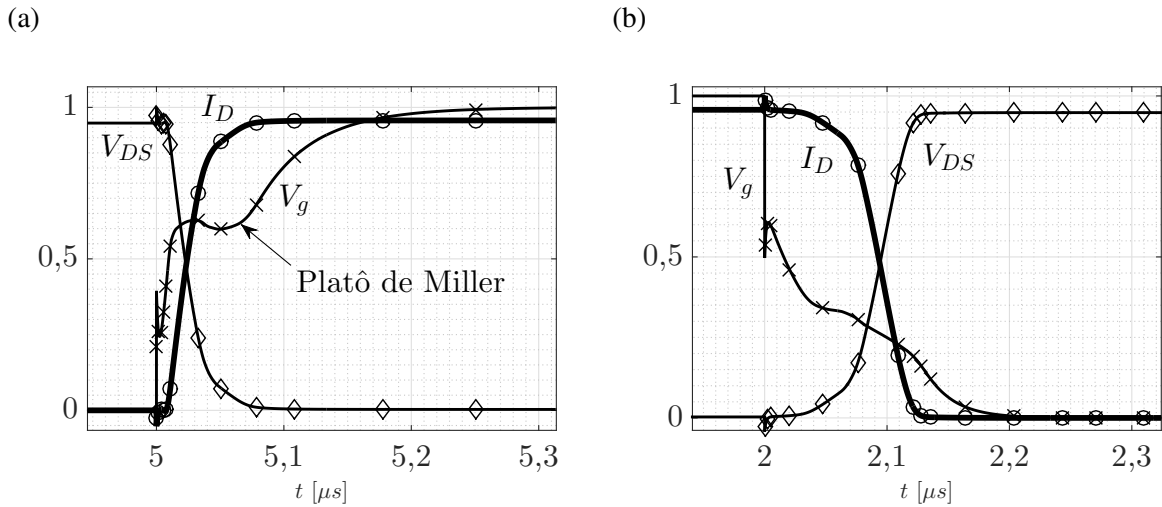 (a)
(b)
1
0,5
0
I_D
V_DS
V_g
Platô de Miller
5
5,1
5,2
5,3
t [μs]
1
0,5
0
V_g
I_D
V_DS
2
2,1
2,2
2,3
t [μs]